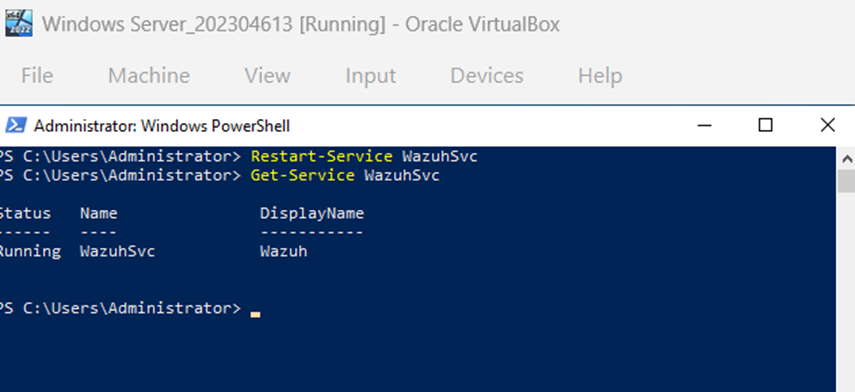 Windows Server_202304613 [Running] - Oracle VirtualBox
File Machine View Input Devices Help
Administrator: Windows PowerShell
PS C:\Users\Administrator> Restart-Service WazuhSvc
PS C:\Users\Administrator> Get-Service WazuhSvc
Status Name DisplayName
------ ---- -----------
Running WazuhSvc Wazuh
PS C:\Users\Administrator>